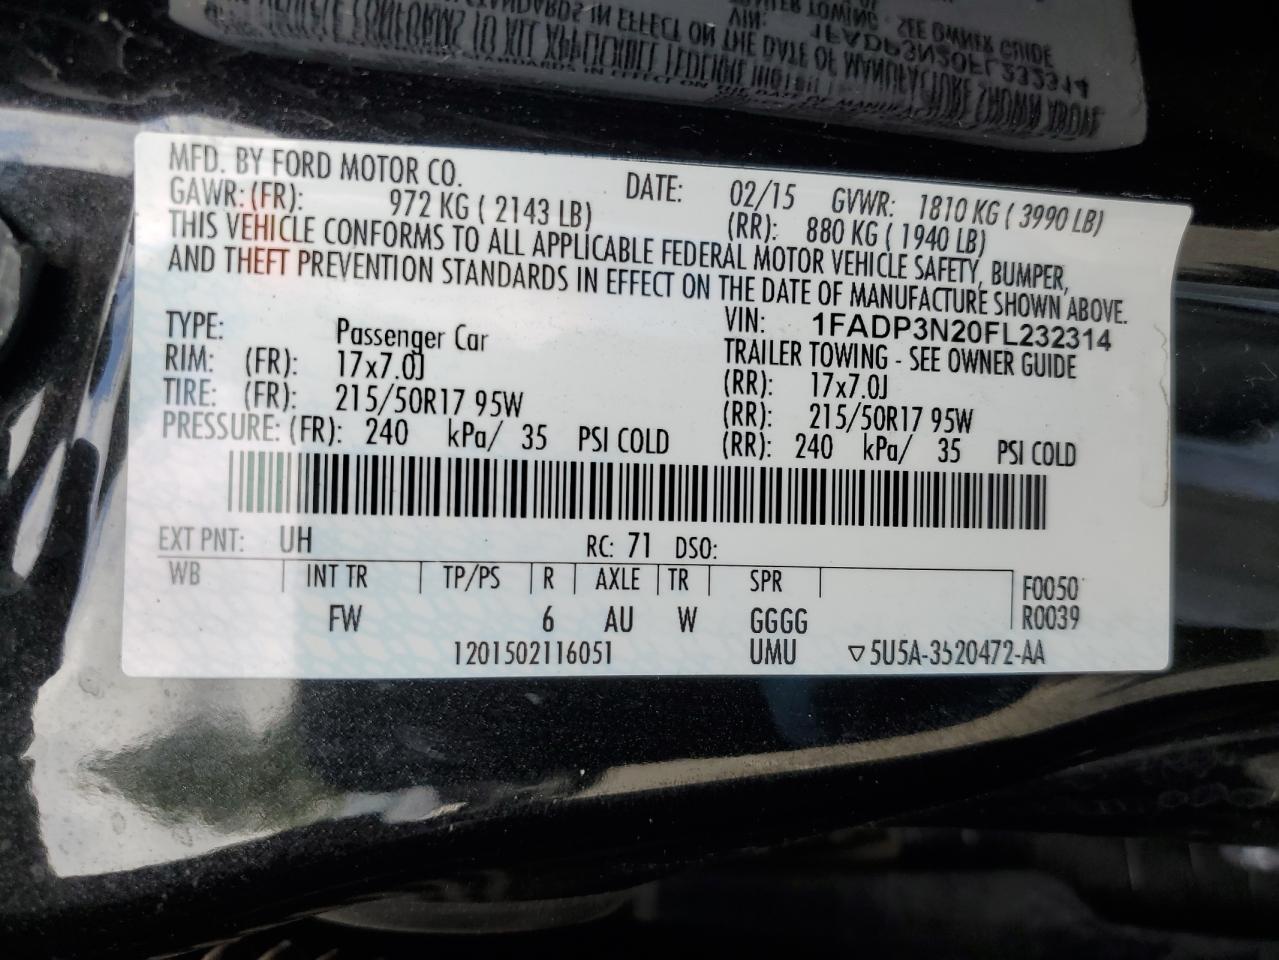 MFD. BY FORD MOTOR CO. DATE: 02/15 GVWR: 1810 KG ( 3990 LB)
GAWR: (FR): 972 KG ( 2143 LB) (RR): 880 KG ( 1940 LB)
THIS VEHICLE CONFORMS TO ALL APPLICABLE FEDERAL MOTOR VEHICLE SAFETY, BUMPER,
AND THEFT PREVENTION STANDARDS IN EFFECT ON THE DATE OF MANUFACTURE SHOWN ABOVE.
VIN: 1FADP3N20FL232314
TYPE: Passenger Car TRAILER TOWING - SEE OWNER GUIDE
RIM: (FR): 17x7.0J (RR): 17x7.0J
TIRE: (FR): 215/50R17 95W (RR): 215/50R17 95W
PRESSURE: (FR): 240 kPa/ 35 PSI COLD (RR): 240 kPa/ 35 PSI COLD
EXT PNT: UH RC: 71 DSO:
WB INT TR TP/PS R AXLE TR SPR F0050
FW 6 AU W GGGG R0039
1201502116051 UMU ▽5U5A-3520472-AA